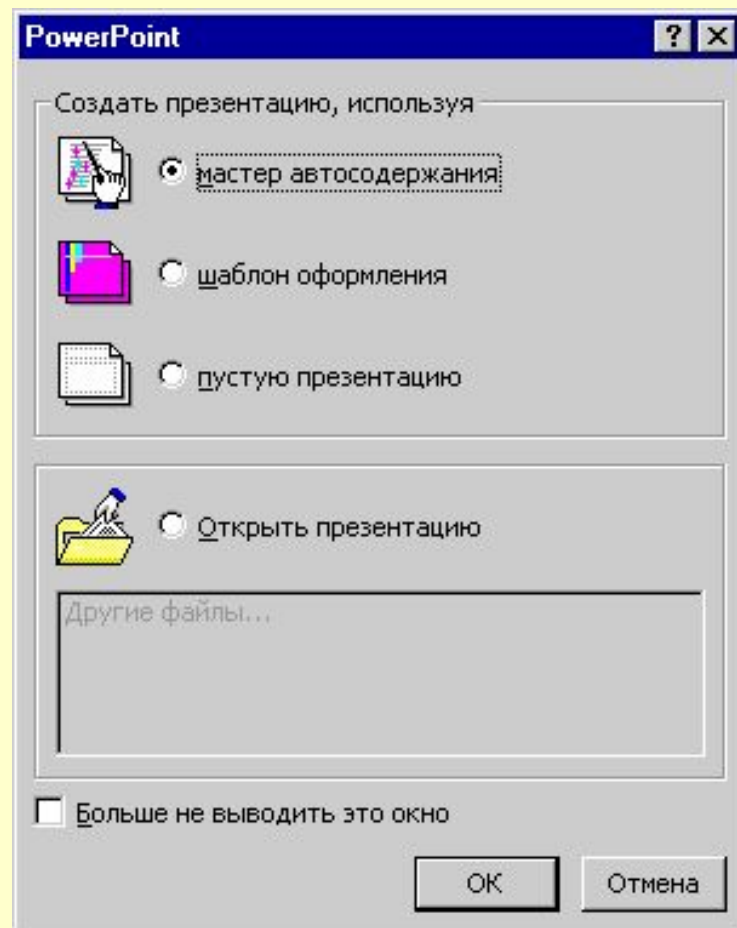 PowerPoint
Создать презентацию, используя
мастер автосодержания
шаблон оформления
пустую презентацию
Открыть презентацию
Другие файлы...
Больше не выводить это окно
ОК Отмена